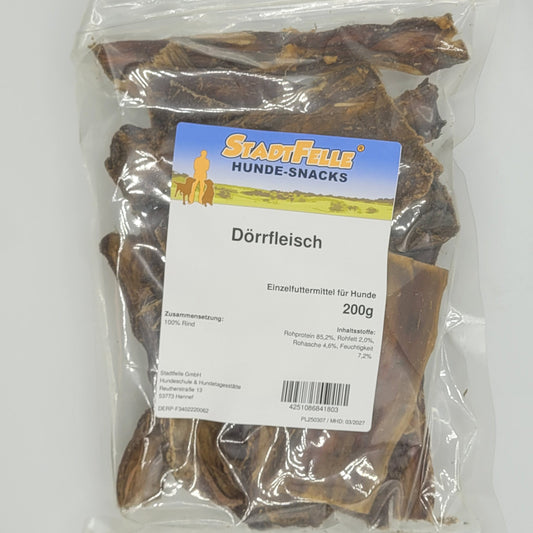 STADTFELLE®
HUNDE-SNACKS
Dörrfleisch
Einzelfuttermittel für Hunde
200g
Zusammensetzung:
100% Rind
Inhaltsstoffe:
Rohprotein 85,2%, Rohfett 2,0%,
Rohasche 4,6%, Feuchtigkeit
7,2%
Stadtfelle GmbH
Hundeschule & Hundetagesstätte
Reutherstraße 13
53773 Hennef
DERP-F3402220062
4251086841803
PL250307 / MHD: 03/2027